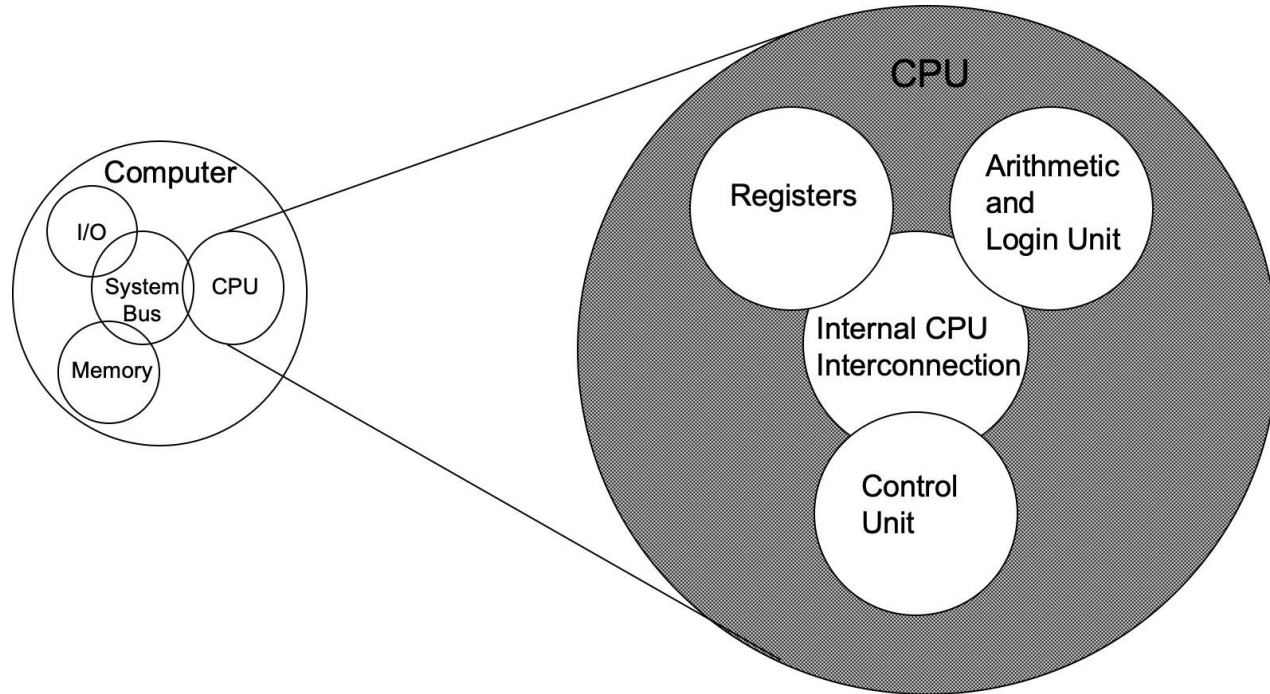 Computer
I/O
System
Bus
CPU
Memory
CPU
Registers
Arithmetic
and
Login Unit
Internal CPU
Interconnection
Control
Unit